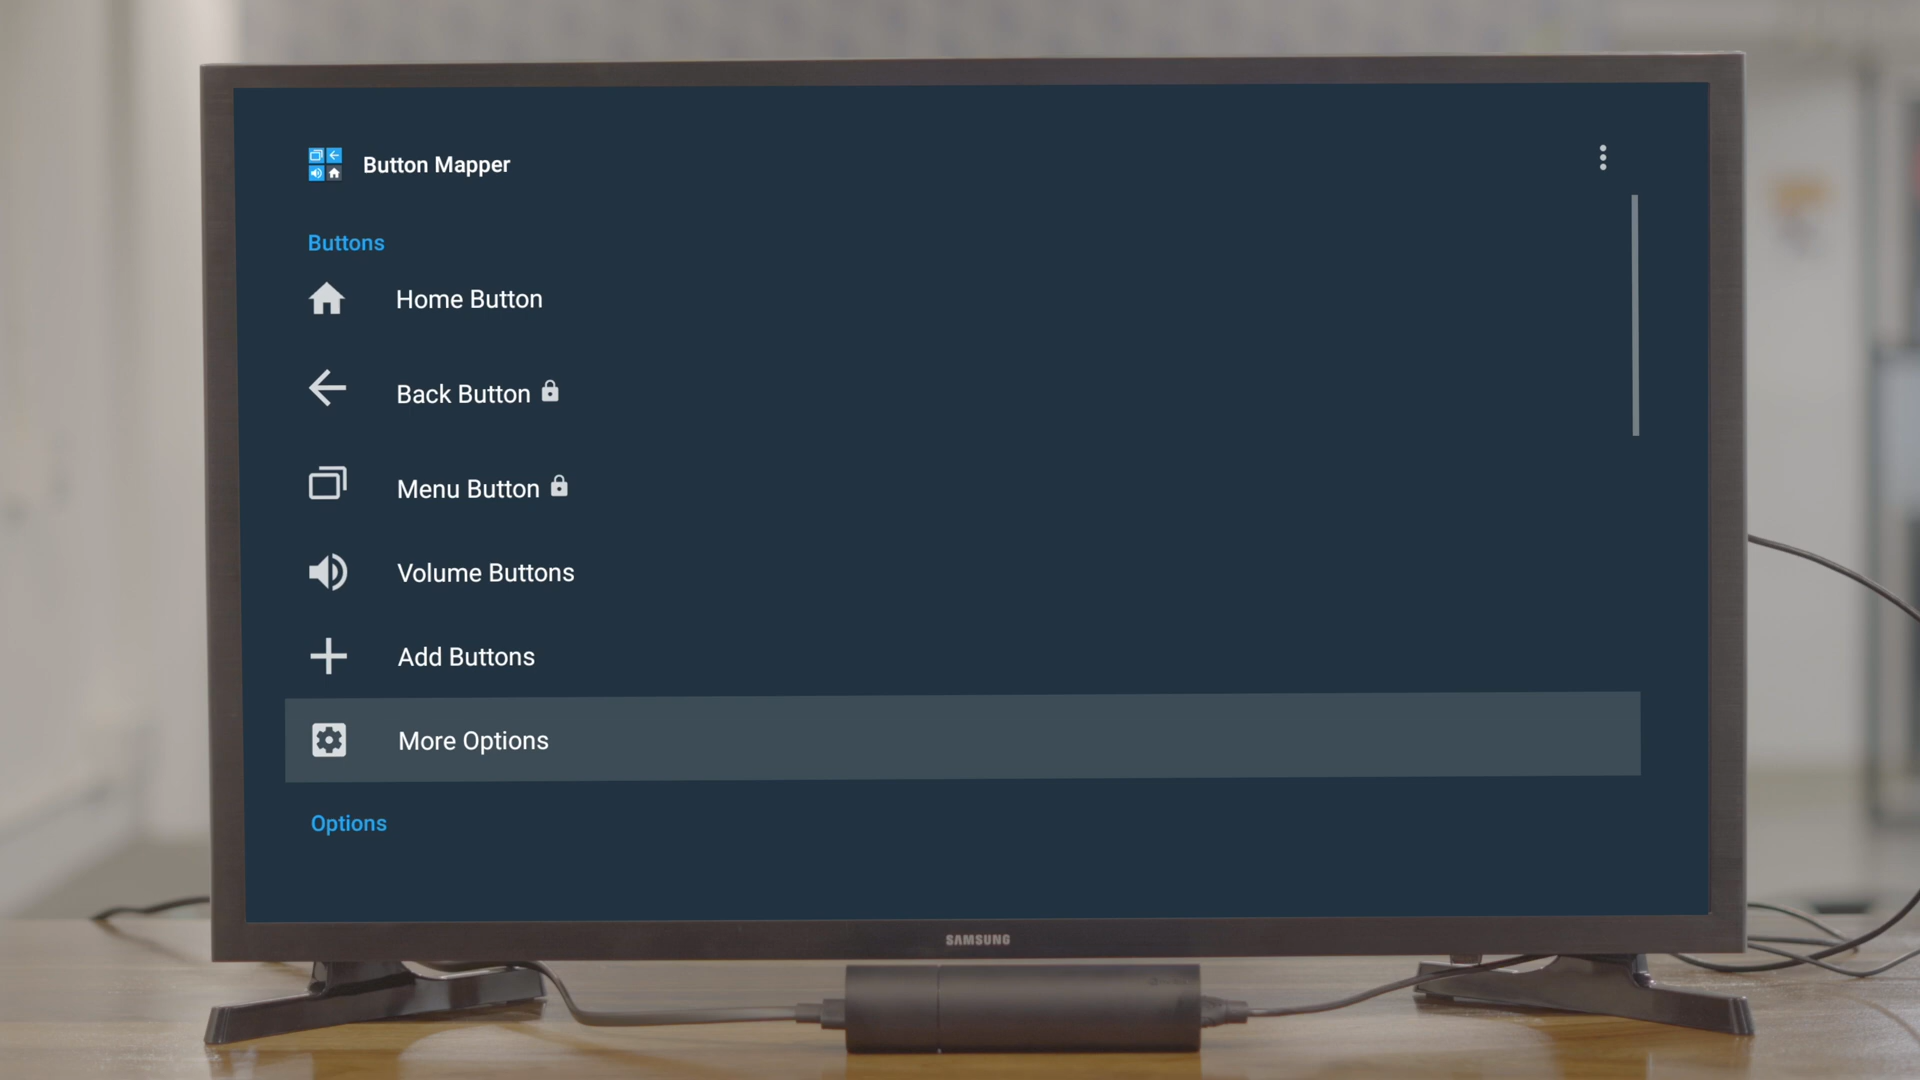 Button Mapper
Buttons
Home Button
Back Button
Menu Button
Volume Buttons
Add Buttons
More Options
Options
SAMSUNG